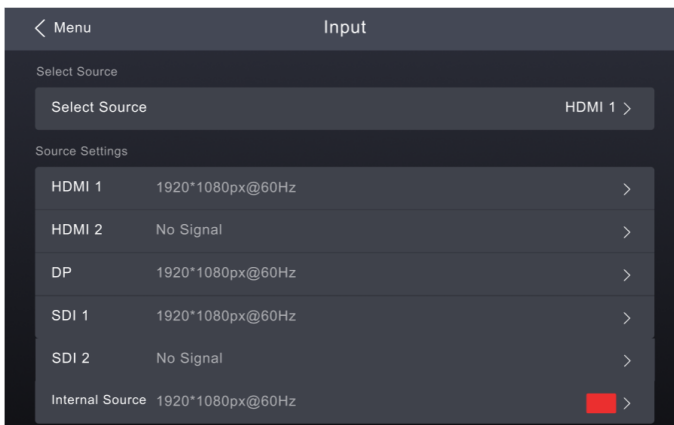 Menu
Input
Select Source
Select Source HDMI 1
Source Settings
HDMI 1 1920*1080px@60Hz
HDMI 2 No Signal
DP 1920*1080px@60Hz
SDI 1 1920*1080px@60Hz
SDI 2 No Signal
Internal Source 1920*1080px@60Hz